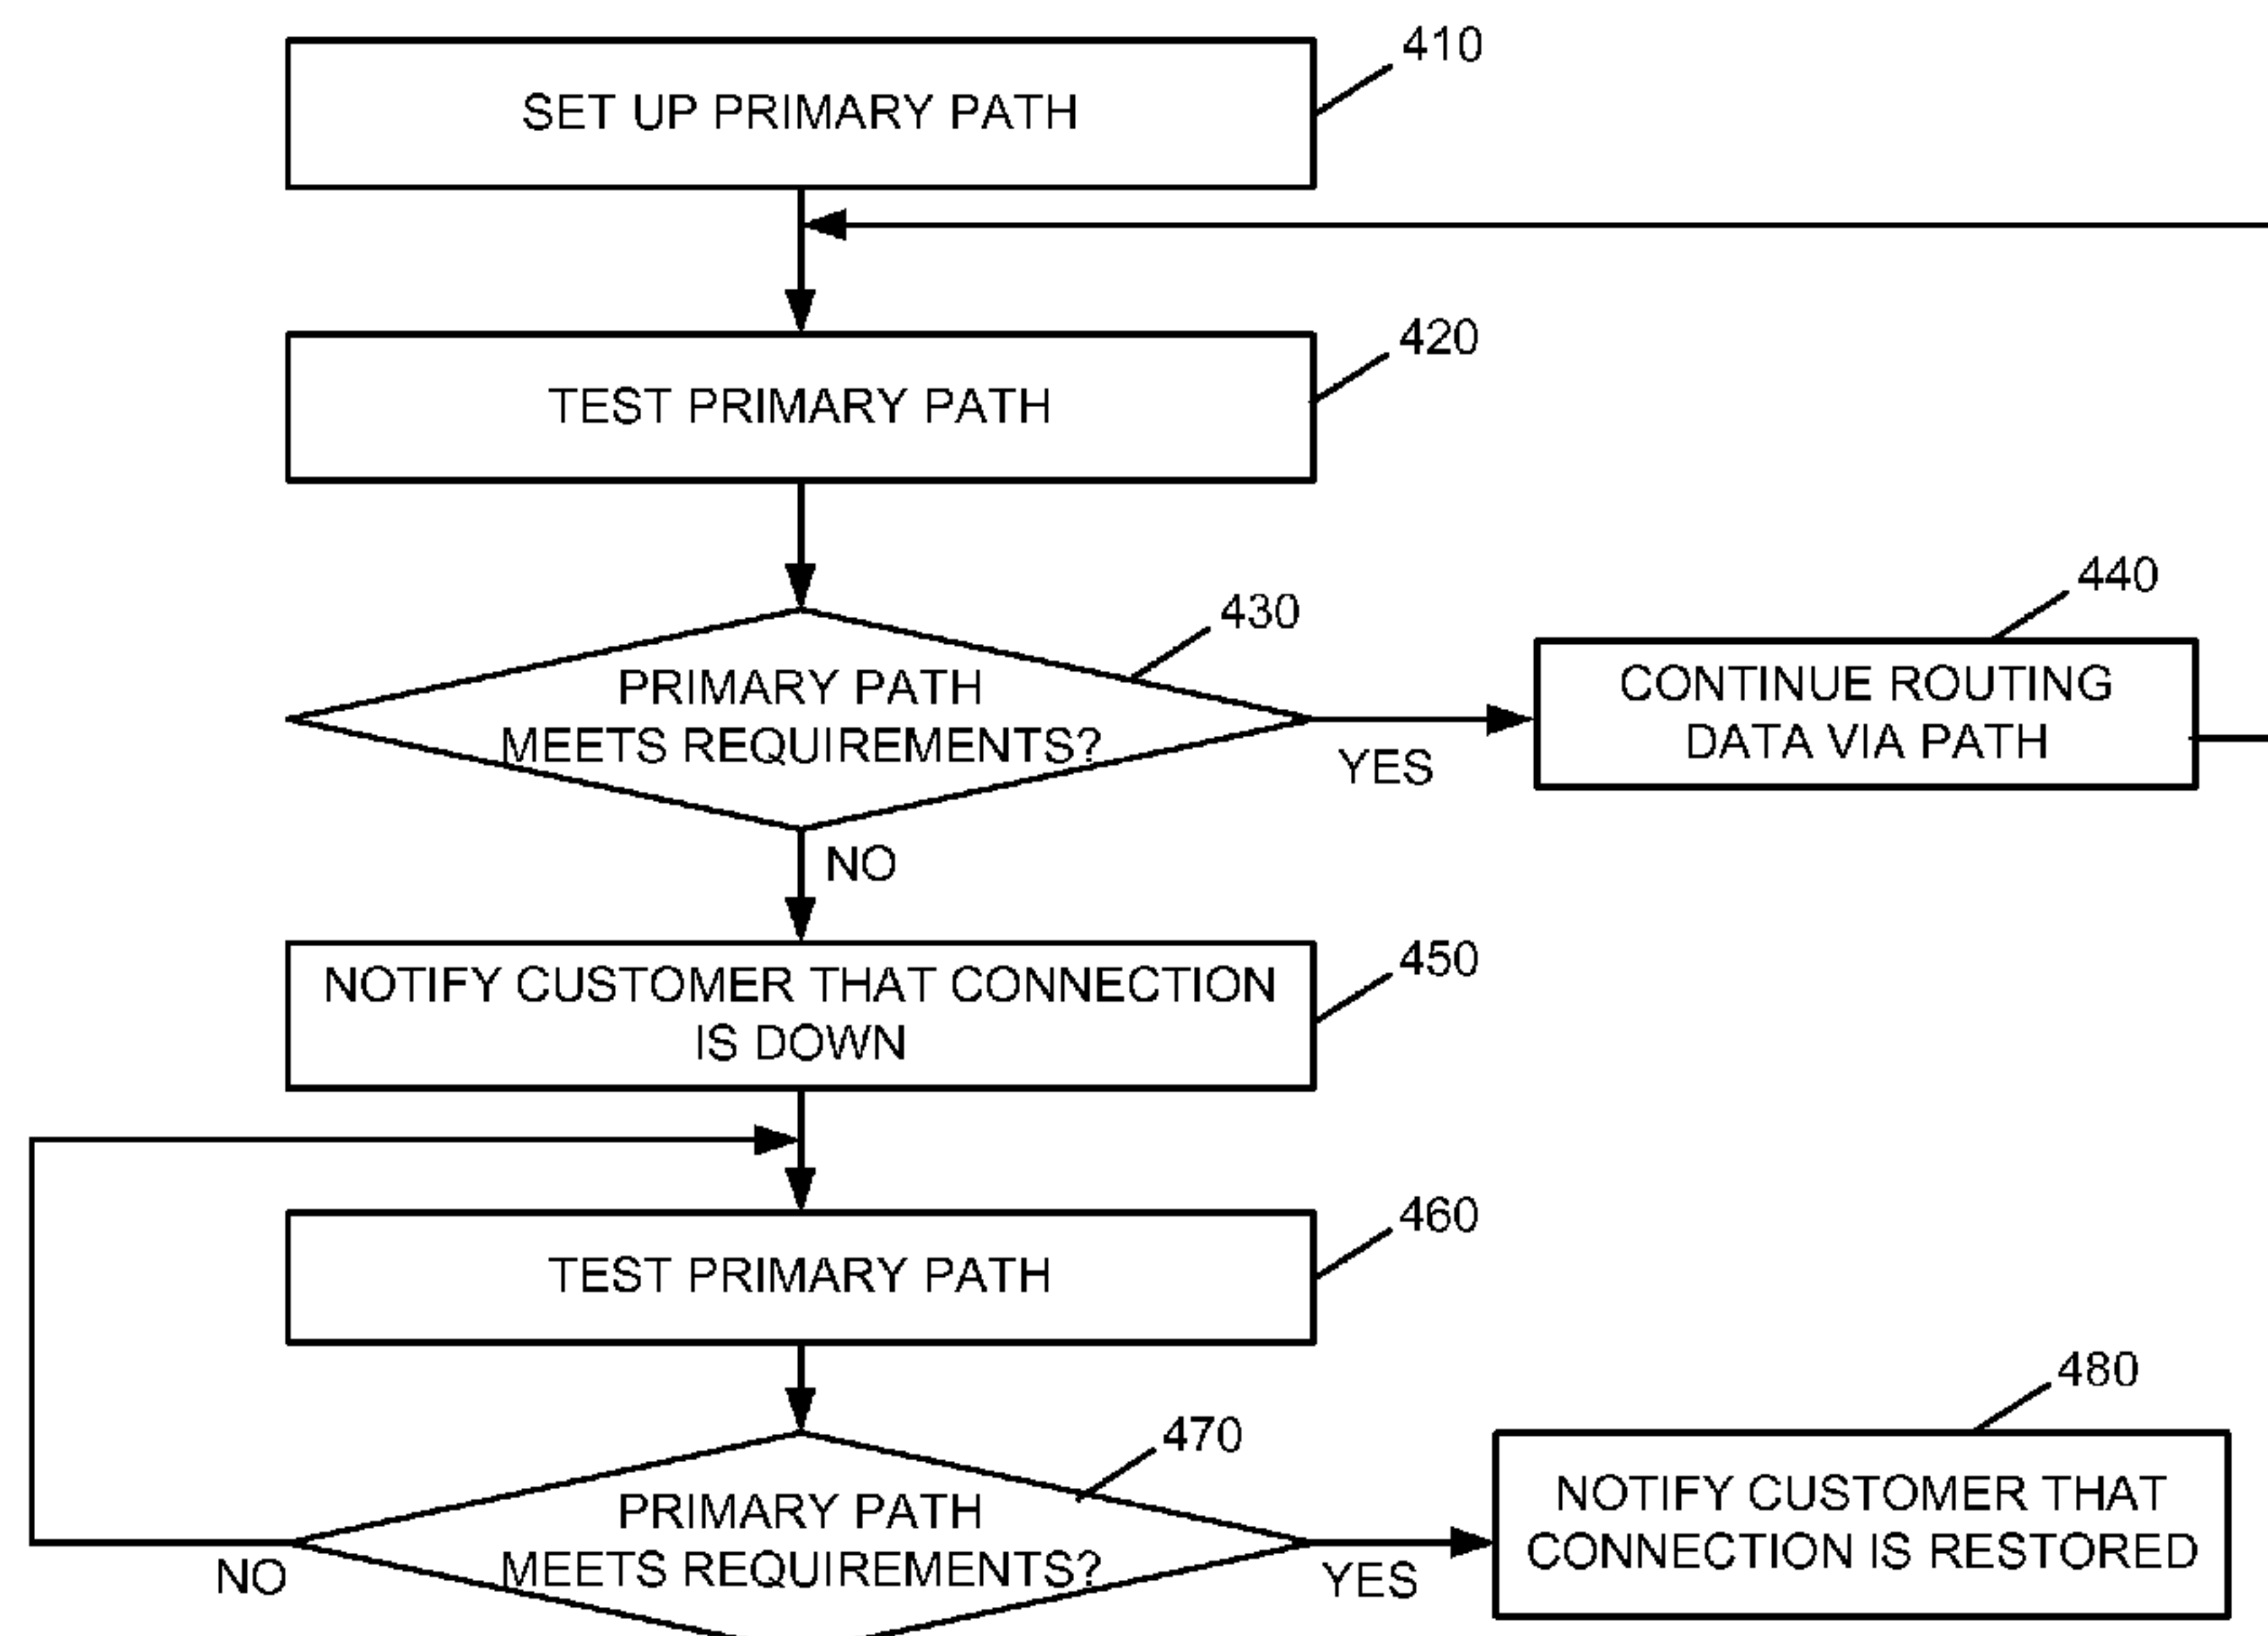 410
SET UP PRIMARY PATH
420
TEST PRIMARY PATH
430
PRIMARY PATH
MEETS REQUIREMENTS?
YES
440
CONTINUE ROUTING
DATA VIA PATH
NO
450
NOTIFY CUSTOMER THAT CONNECTION
IS DOWN
460
TEST PRIMARY PATH
470
PRIMARY PATH
MEETS REQUIREMENTS?
NO
YES
480
NOTIFY CUSTOMER THAT
CONNECTION IS RESTORED